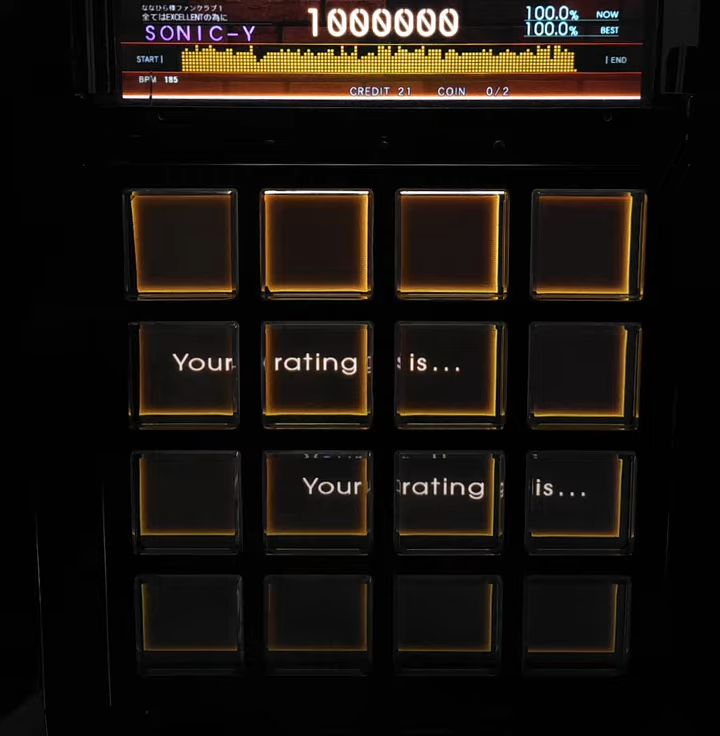 ななひら様ファンクラブ1
全てはEXCELLENTの為に
SONIC-Y
1000000
100.0% NOW
100.0% BEST
START
END
BPM 185
CREDIT 21 COIN 0/2
Your rating is...
Your rating is...